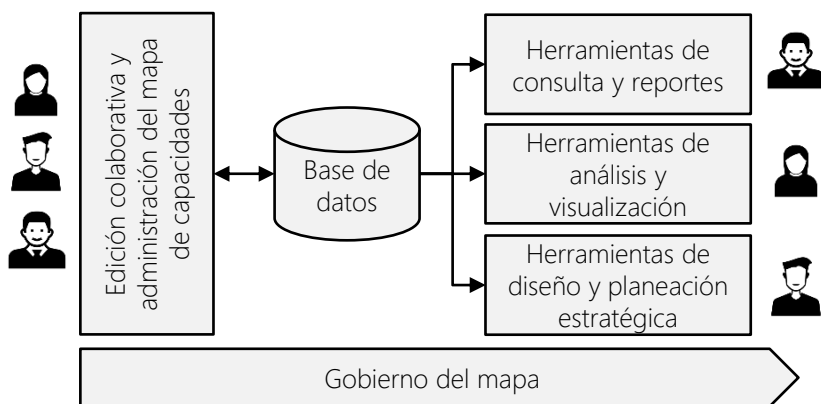 Edición colaborativa y
administración del mapa
de capacidades
Base de
datos
Herramientas de
consulta y reportes
Herramientas de
análisis y
visualización
Herramientas de
diseño y planeación
estratégica
Gobierno del mapa